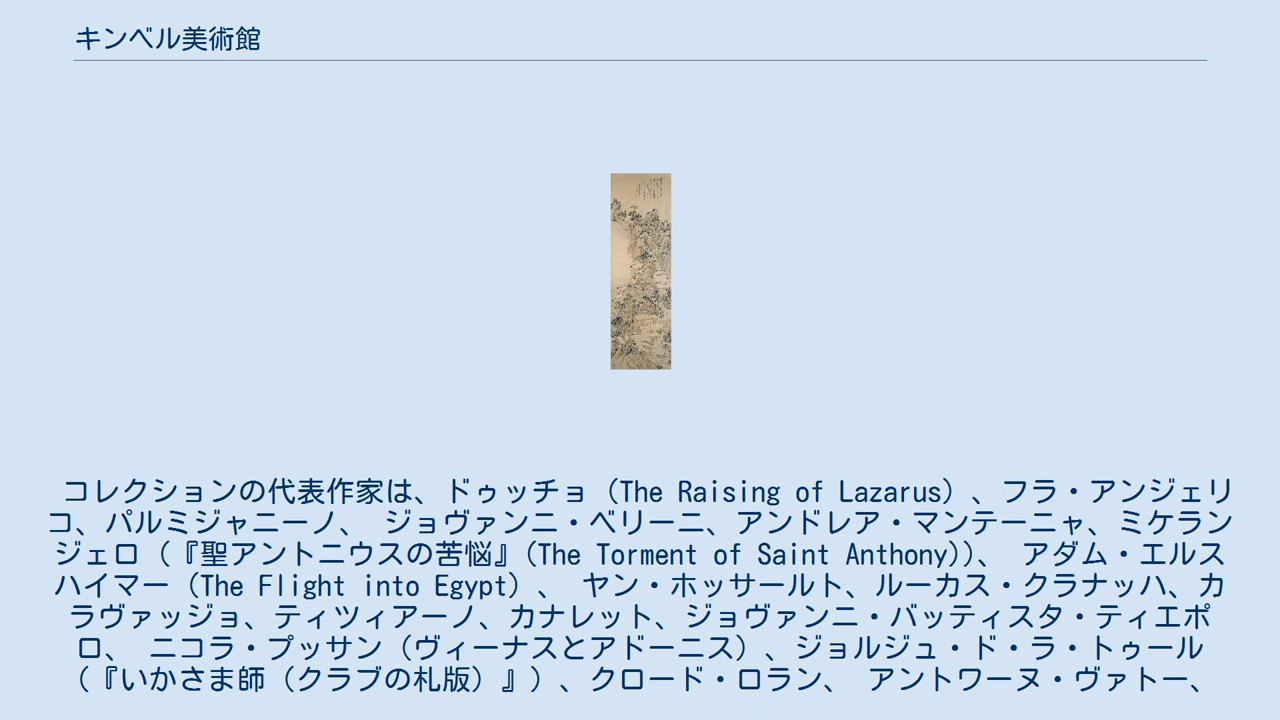 キンベル美術館
コレクションの代表作家は、ドゥッチョ（The Raising of Lazarus）、フラ・アンジェリ
コ、パルミジャニーノ、 ジョヴァンニ・ベリーニ、アンドレア・マンテーニャ、ミケラン
ジェロ（『聖アントニウスの苦悩』(The Torment of Saint Anthony)）、 アダム・エルス
ハイマー（The Flight into Egypt）、 ヤン・ホッサールト、ルーカス・クラナッハ、カ
ラヴァッジョ、ティツィアーノ、カナレット、ジョヴァンニ・バッティスタ・ティエポ
ロ、 ニコラ・プッサン（ヴィーナスとアドーニス）、ジョルジュ・ド・ラ・トゥール
（『いかさま師（クラブの札版）』）、クロード・ロラン、 アントワーヌ・ヴァトー、